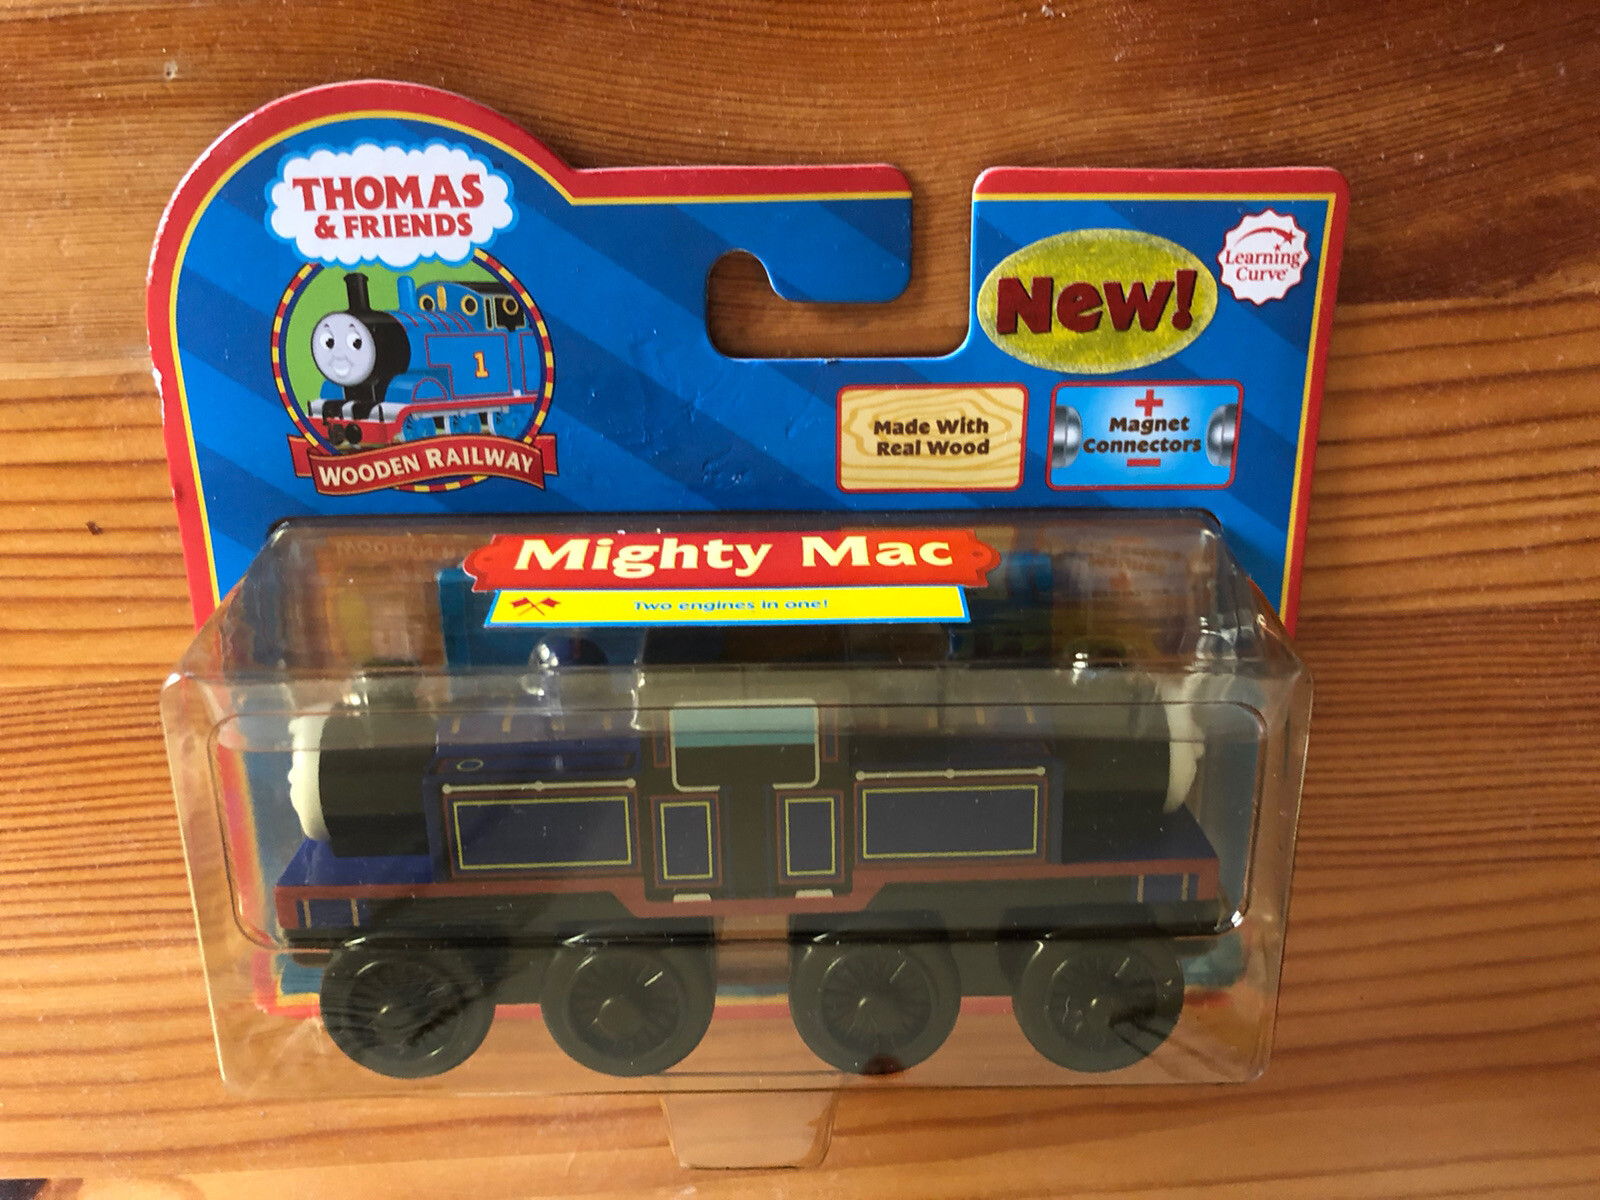 THOMAS
& FRIENDS
1
WOODEN RAILWAY
New!
Learning
Curve
Made With
Real Wood
+
Magnet
Connectors
−
Mighty Mac
Two engines in one!